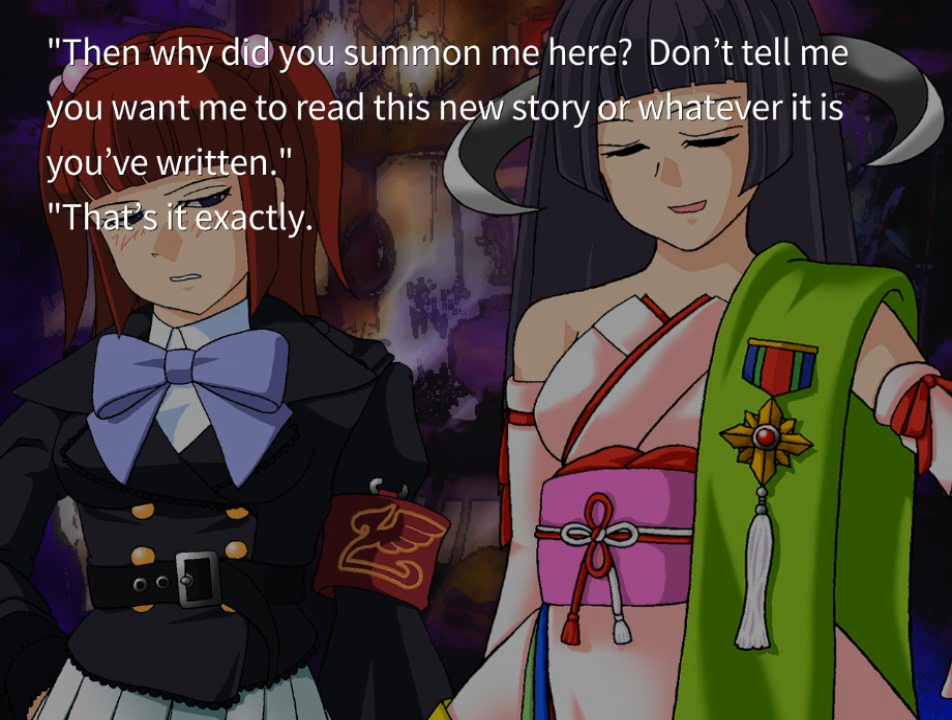 "Then why did you summon me here?  Don’t tell me
you want me to read this new story or whatever it is
you’ve written."
"That’s it exactly.